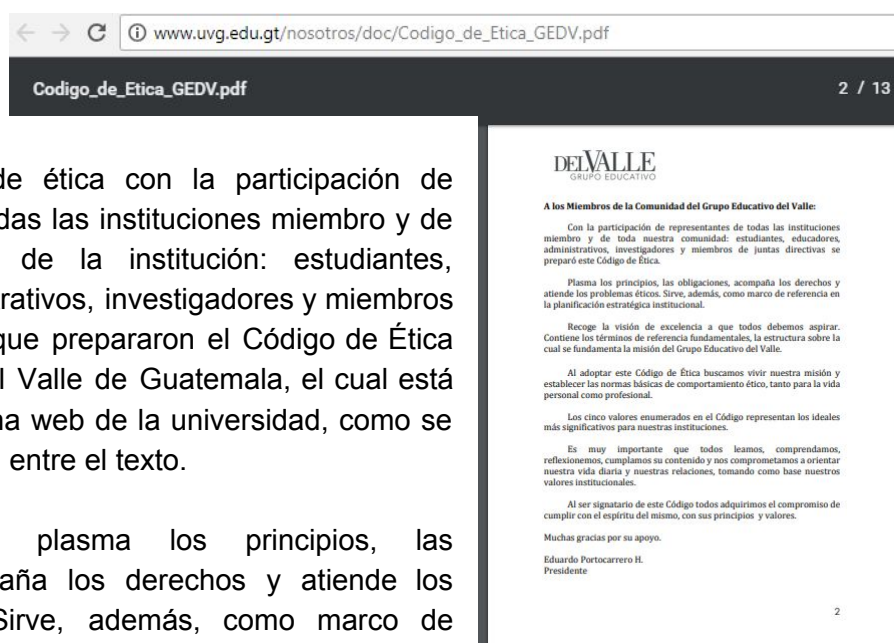 www.uvg.edu.gt/nosotros/doc/Codigo_de_Etica_GEDV.pdf
Codigo_de_Etica_GEDV.pdf
2 / 13
de ética con la participación de
das las instituciones miembro y de
de la institución: estudiantes,
rativos, investigadores y miembros
que prepararon el Código de Ética
l Valle de Guatemala, el cual está
na web de la universidad, como se
entre el texto.
plasma los principios, las
aña los derechos y atiende los
Sirve, además, como marco de
DELVALLE
GRUPO EDUCATIVO
A los Miembros de la Comunidad del Grupo Educativo del Valle:
Con la participación de representantes de todas las instituciones
miembro y de toda nuestra comunidad: estudiantes, educadores,
administrativos, investigadores y miembros de juntas directivas se
preparó este Código de Ética.
Plasma los principios, las obligaciones, acompaña los derechos y
atiende los problemas éticos. Sirve, además, como marco de referencia en
la planificación estratégica institucional.
Recoge la visión de excelencia a que todos debemos aspirar.
Contiene los términos de referencia fundamentales, la estructura sobre la
cual se fundamenta la misión del Grupo Educativo del Valle.
Al adoptar este Código de Ética buscamos vivir nuestra misión y
establecer las normas básicas de comportamiento ético, tanto para la vida
personal como profesional.
Los cinco valores enumerados en el Código representan los ideales
más significativos para nuestras instituciones.
Es muy importante que todos leamos, comprendamos,
reflexionemos, cumplamos su contenido y nos comprometamos a orientar
nuestra vida diaria y nuestras relaciones, tomando como base nuestros
valores institucionales.
Al ser signatario de este Código todos adquirimos el compromiso de
cumplir con el espíritu del mismo, con sus principios y valores.
Muchas gracias por su apoyo.
Eduardo Portocarrero H.
Presidente
2